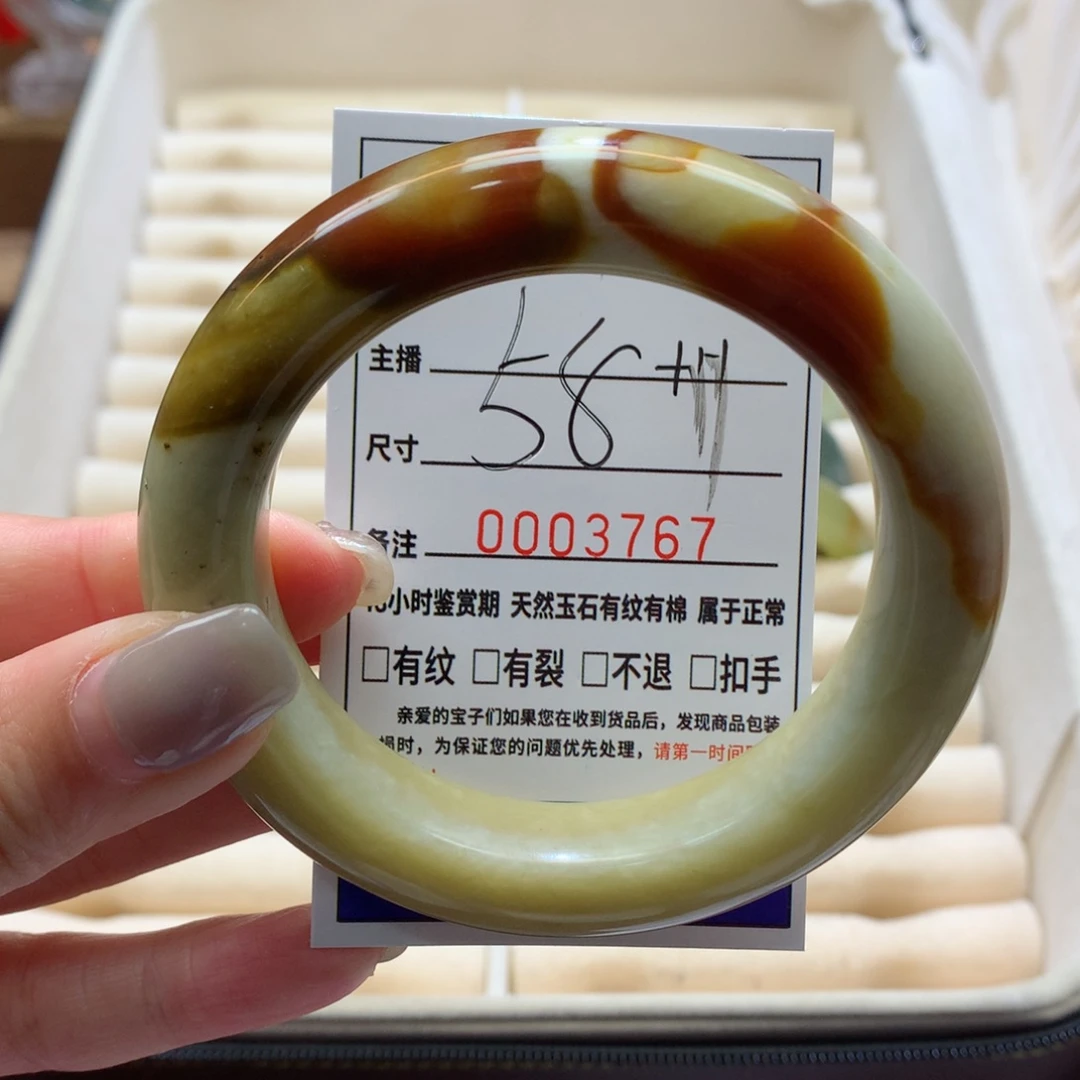 主播
58+
尺寸
备注 0003767
小时鉴赏期 天然玉石有纹有棉 属于正常
□有纹 □有裂 □不退 □扣手
亲爱的宝子们如果您在收到货品后，发现商品包装
损时，为保证您的问题优先处理，请第一时间